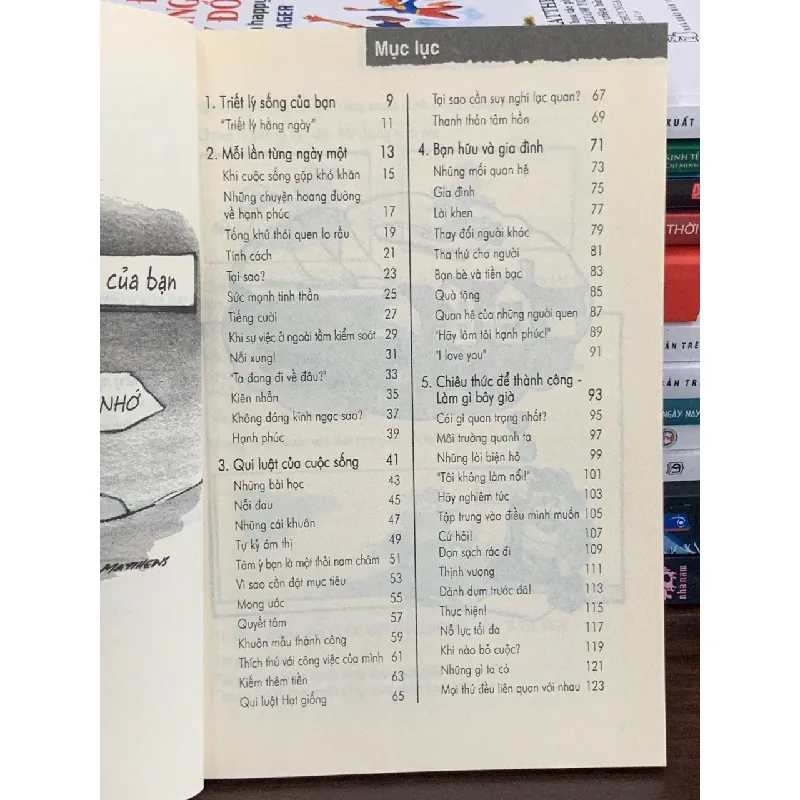 Mục lục
1. Triết lý sống của bạn 9
"Triết lý hằng ngày" 11
2. Mỗi lần từng ngày một 13
Khi cuộc sống gặp khó khăn 15
Những chuyện hoang đường
về hạnh phúc 17
Tống khứ thói quen lo rầu 19
Tính cách 21
Tại sao? 23
Sức mạnh tinh thần 25
Tiếng cười 27
Khi sự việc ở ngoài tầm kiểm soát 29
Nổi xung! 31
"Ta đang đi về đâu?" 33
Kiên nhẫn 35
Không đáng kinh ngạc sao? 37
Hạnh phúc 39
3. Qui luật của cuộc sống 41
Những bài học 43
Nỗi đau 45
Những cái khuôn 47
Tự kỷ ám thị 49
Tâm ý bạn là một thỏi nam châm 51
Vì sao cần đặt mục tiêu 53
Mong ước 55
Quyết tâm 57
Khuôn mẫu thành công 59
Thích thú với công việc của mình 61
Kiếm thêm tiền 63
Qui luật Hạt giống 65
Tại sao cần suy nghĩ lạc quan? 67
Thanh thản tâm hồn 69
4. Bạn hữu và gia đình 71
Những mối quan hệ 73
Gia đình 75
Lời khen 77
Thay đổi người khác 79
Tha thứ cho người 81
Bạn bè và tiền bạc 83
Quà tặng 85
Quan hệ của những người quen 87
"Hãy làm tôi hạnh phúc!" 89
"I love you" 91
5. Chiêu thức để thành công -
Làm gì bây giờ 93
Cái gì quan trọng nhất? 95
Môi trường quanh ta 97
Những lời biện hộ 99
"Tôi không làm nổi!" 101
Hãy nghiêm túc 103
Tập trung vào điều mình muốn 105
Cứ hỏi! 107
Dọn sạch rác đi 109
Thịnh vượng 111
Dành dụm trước đã! 113
Thực hiện! 115
Nỗ lực tối đa 117
Khi nào bỏ cuộc? 119
Những gì ta có 121
Mọi thứ đều liên quan với nhau 123
của bạn
NHỚ
MATTHEWS
happy
AGER
XUẤT
KINH TẾ
THỜI
NGÀY NAY
nhã nam